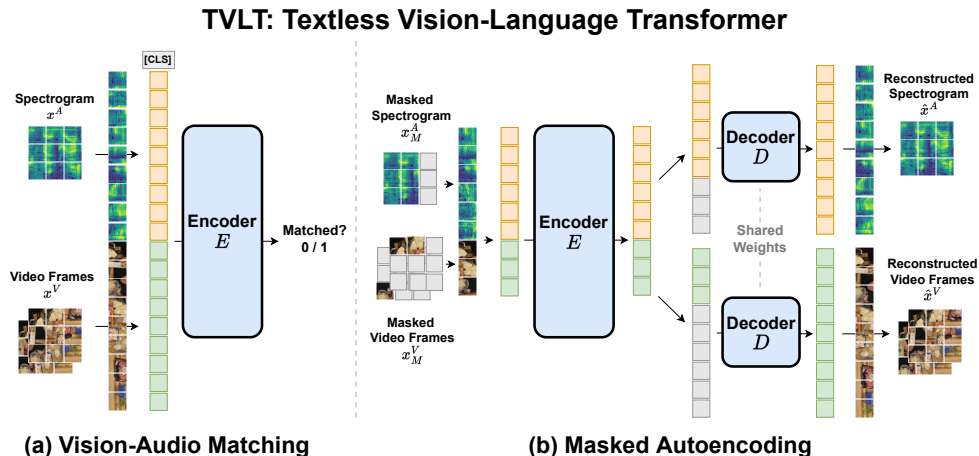 TVLT: Textless Vision-Language Transformer
[CLS]
Spectrogram
x^A
Video Frames
x^V
Encoder
E
Matched?
0 / 1
(a) Vision-Audio Matching
Masked
Spectrogram
x_M^A
Masked
Video Frames
x_M^V
Encoder
E
Decoder
D
Shared
Weights
Decoder
D
Reconstructed
Spectrogram
x̂^A
Reconstructed
Video Frames
x̂^V
(b) Masked Autoencoding